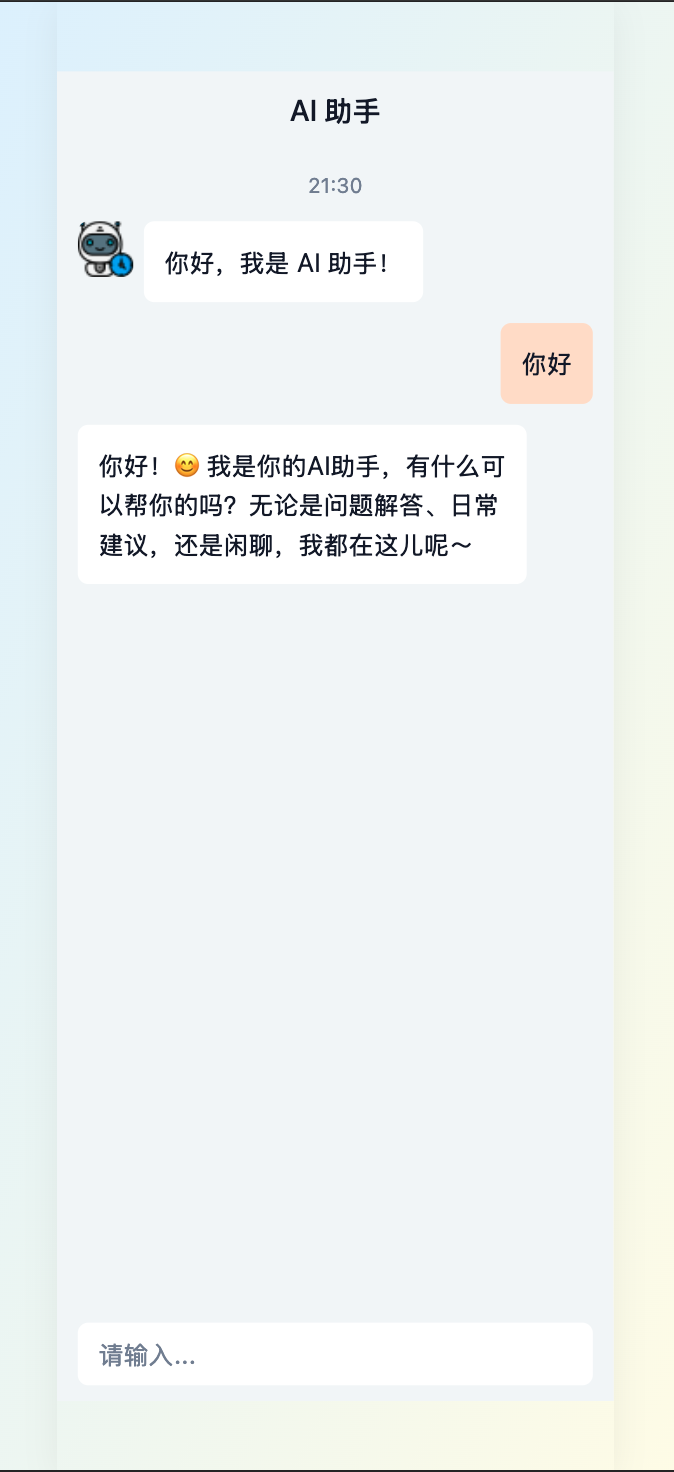 AI 助手
21:30
你好，我是 AI 助手！
你好
你好！😊 我是你的AI助手，有什么可
以帮你的吗？无论是问题解答、日常
建议，还是闲聊，我都在这儿呢～
请输入...